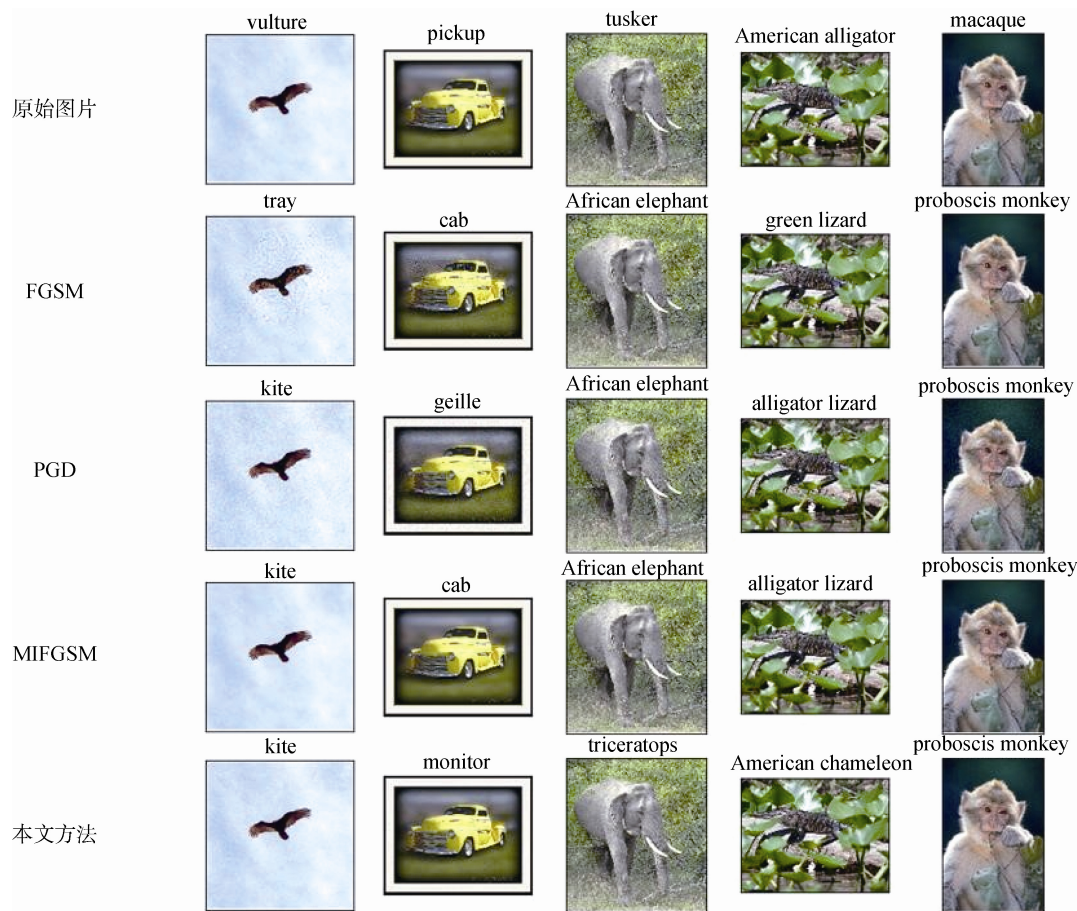 vulture pickup tusker American alligator macaque
原始图片
tray cab African elephant green lizard proboscis monkey
FGSM
kite geille African elephant alligator lizard proboscis monkey
PGD
kite cab African elephant alligator lizard proboscis monkey
MIFGSM
kite monitor triceratops American chameleon proboscis monkey
本文方法